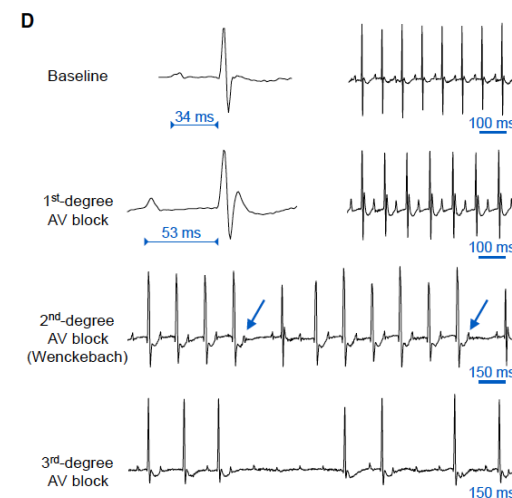 D
Baseline
34 ms
100 ms
1st-degree
AV block
53 ms
100 ms
2nd-degree
AV block
(Wenckebach)
150 ms
3rd-degree
AV block
150 ms